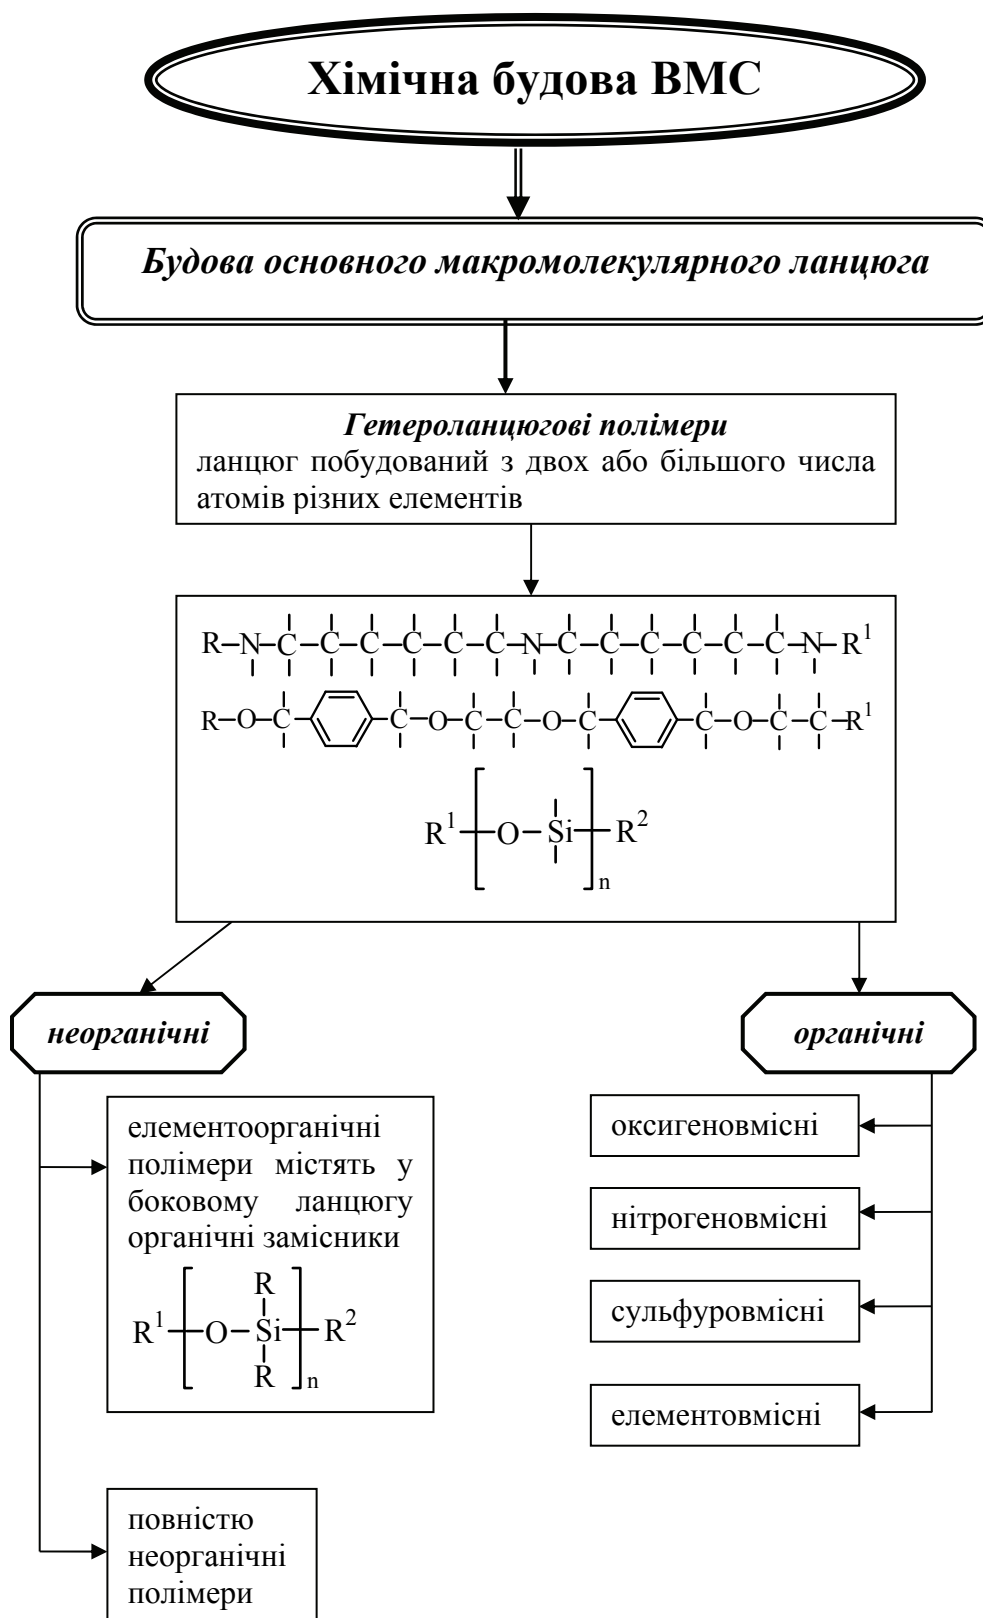 Хімічна будова ВМС
Будова основного макромолекулярного ланцюга
Гетероланцюгові полімери
ланцюг побудований з двох або більшого числа
атомів різних елементів
R–N–C–C–C–C–C–C–N–C–C–C–C–C–C–N–R¹
R–O–C–C–O–C–C–O–C–C–O–C–C–R¹
R¹ [O–Si]n R²
неорганічні
органічні
елементоорганічні
полімери містять у
боковому ланцюгу
органічні замісники
R
R¹ [O–Si]n R²
R
повністю
неорганічні
полімери
оксигеновмісні
нітрогеновмісні
сульфуровмісні
елементовмісні